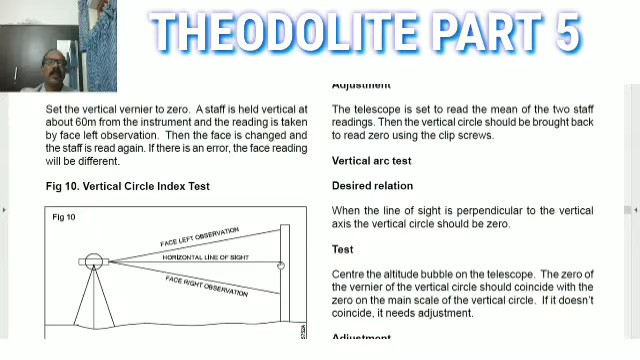 THEODOLITE PART 5
Set the vertical vernier to zero. A staff is held vertical at
about 60m from the instrument and the reading is taken
by face left observation. Then the face is changed and
the staff is read again. If there is an error, the face reading
will be different.
Fig 10. Vertical Circle Index Test
Fig 10
FACE LEFT OBSERVATION
HORIZONTAL LINE OF SIGHT
FACE RIGHT OBSERVATION
Adjustment
The telescope is set to read the mean of the two staff
readings. Then the vertical circle should be brought back
to read zero using the clip screws.
Vertical arc test
Desired relation
When the line of sight is perpendicular to the vertical
axis the vertical circle should be zero.
Test
Centre the altitude bubble on the telescope. The zero of
the vernier of the vertical circle should coincide with the
zero on the main scale of the vertical circle. If it doesn't
coincide, it needs adjustment.
Adjustment